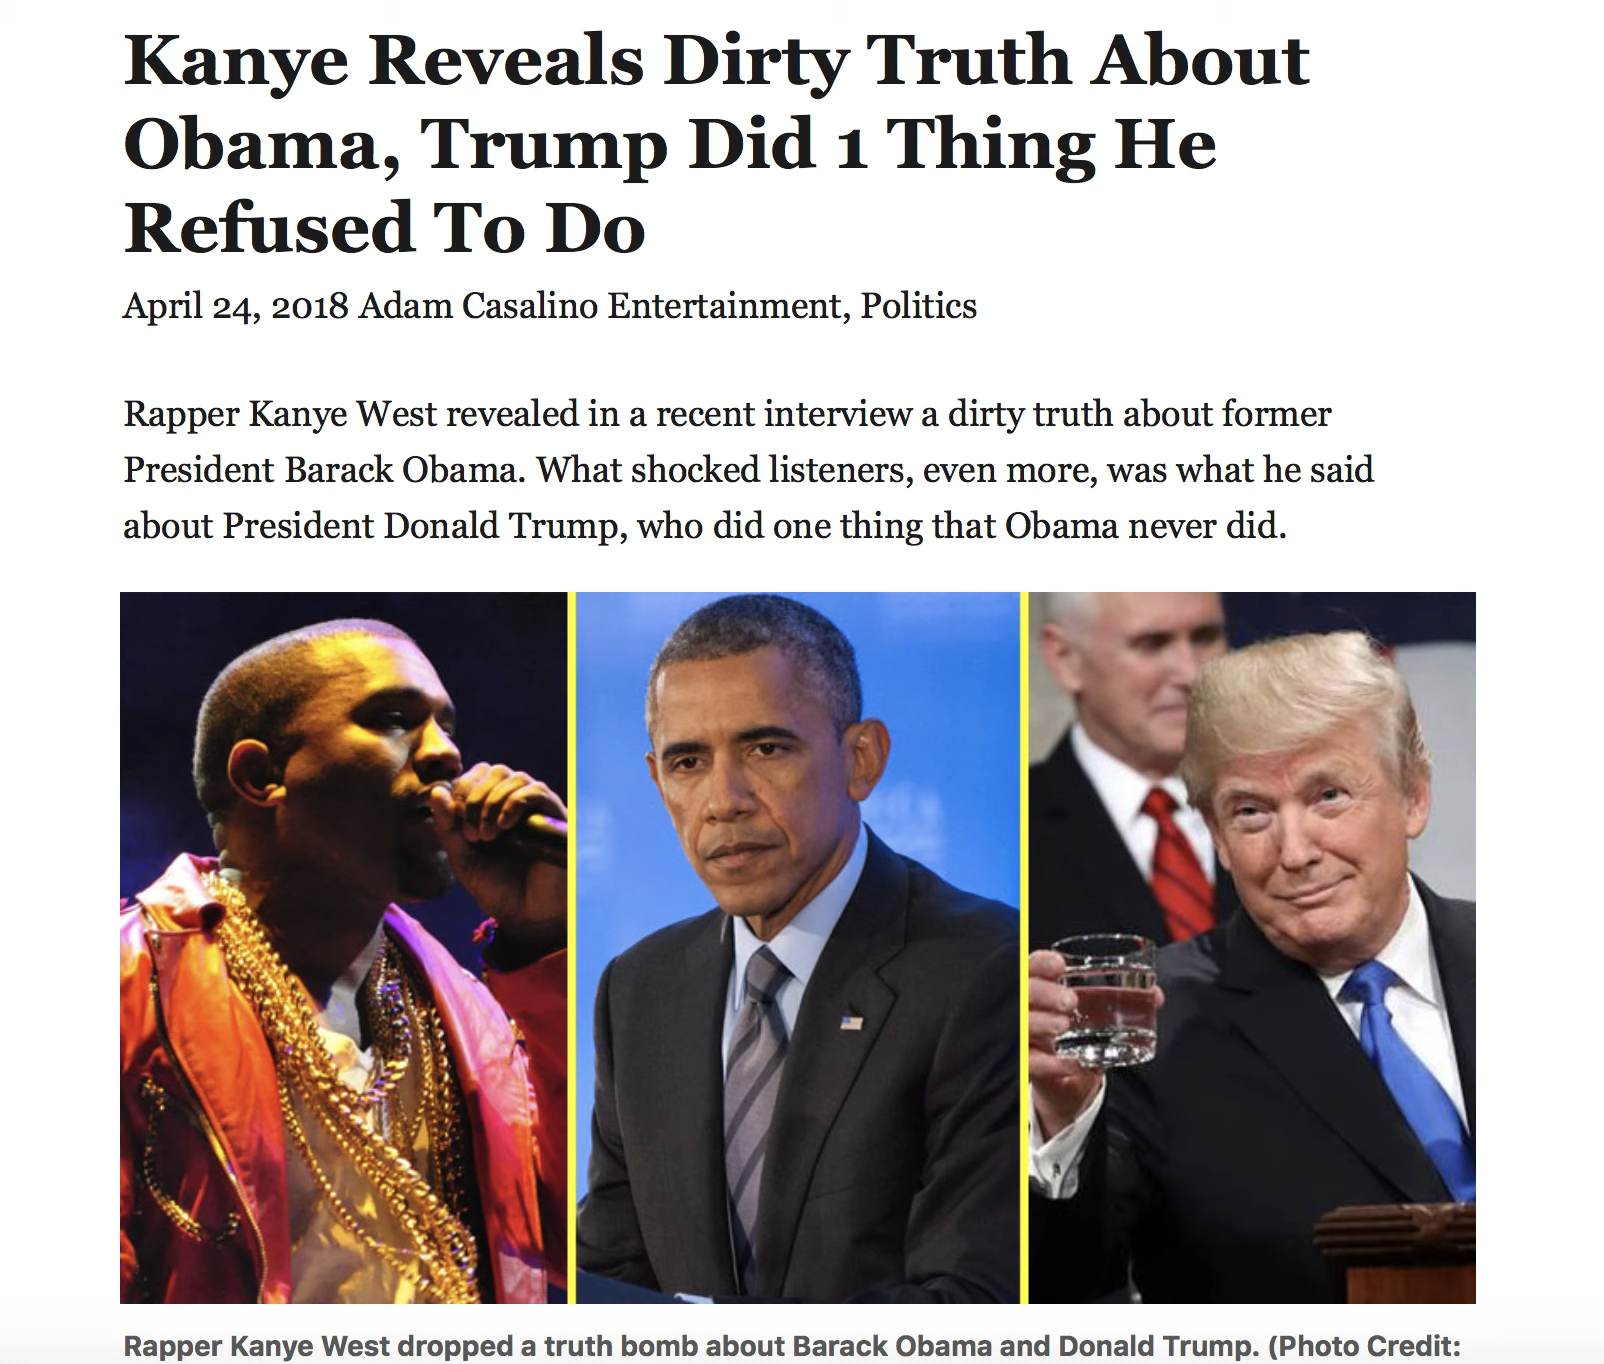 Kanye Reveals Dirty Truth About
Obama, Trump Did 1 Thing He
Refused To Do
April 24, 2018 Adam Casalino Entertainment, Politics
Rapper Kanye West revealed in a recent interview a dirty truth about former
President Barack Obama. What shocked listeners, even more, was what he said
about President Donald Trump, who did one thing that Obama never did.
Rapper Kanye West dropped a truth bomb about Barack Obama and Donald Trump. (Photo Credit: